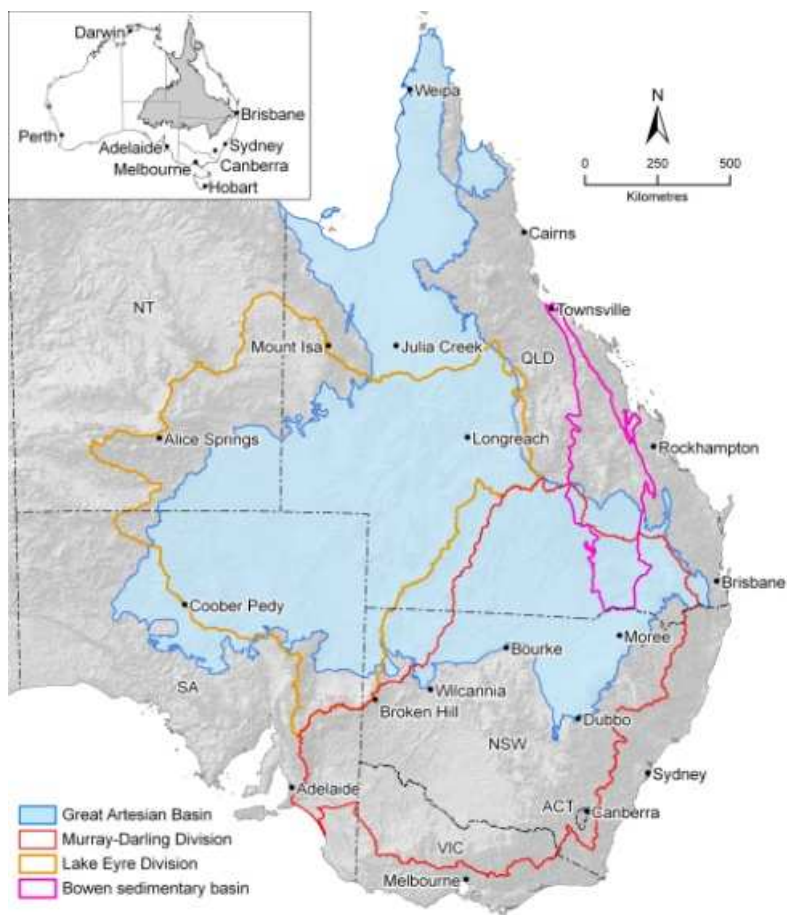 Darwin
Brisbane
Perth
Adelaide
Sydney
Melbourne
Canberra
Hobart
N
0 250 500
Kilometres
Weipa
Cairns
NT
Townsville
Mount Isa
Julia Creek
QLD
Alice Springs
Longreach
Rockhampton
Coober Pedy
Brisbane
Moree
Bourke
SA
Wilcannia
Broken Hill
Dubbo
NSW
Sydney
Adelaide
ACT
Canberra
VIC
Melbourne
Great Artesian Basin
Murray-Darling Division
Lake Eyre Division
Bowen sedimentary basin